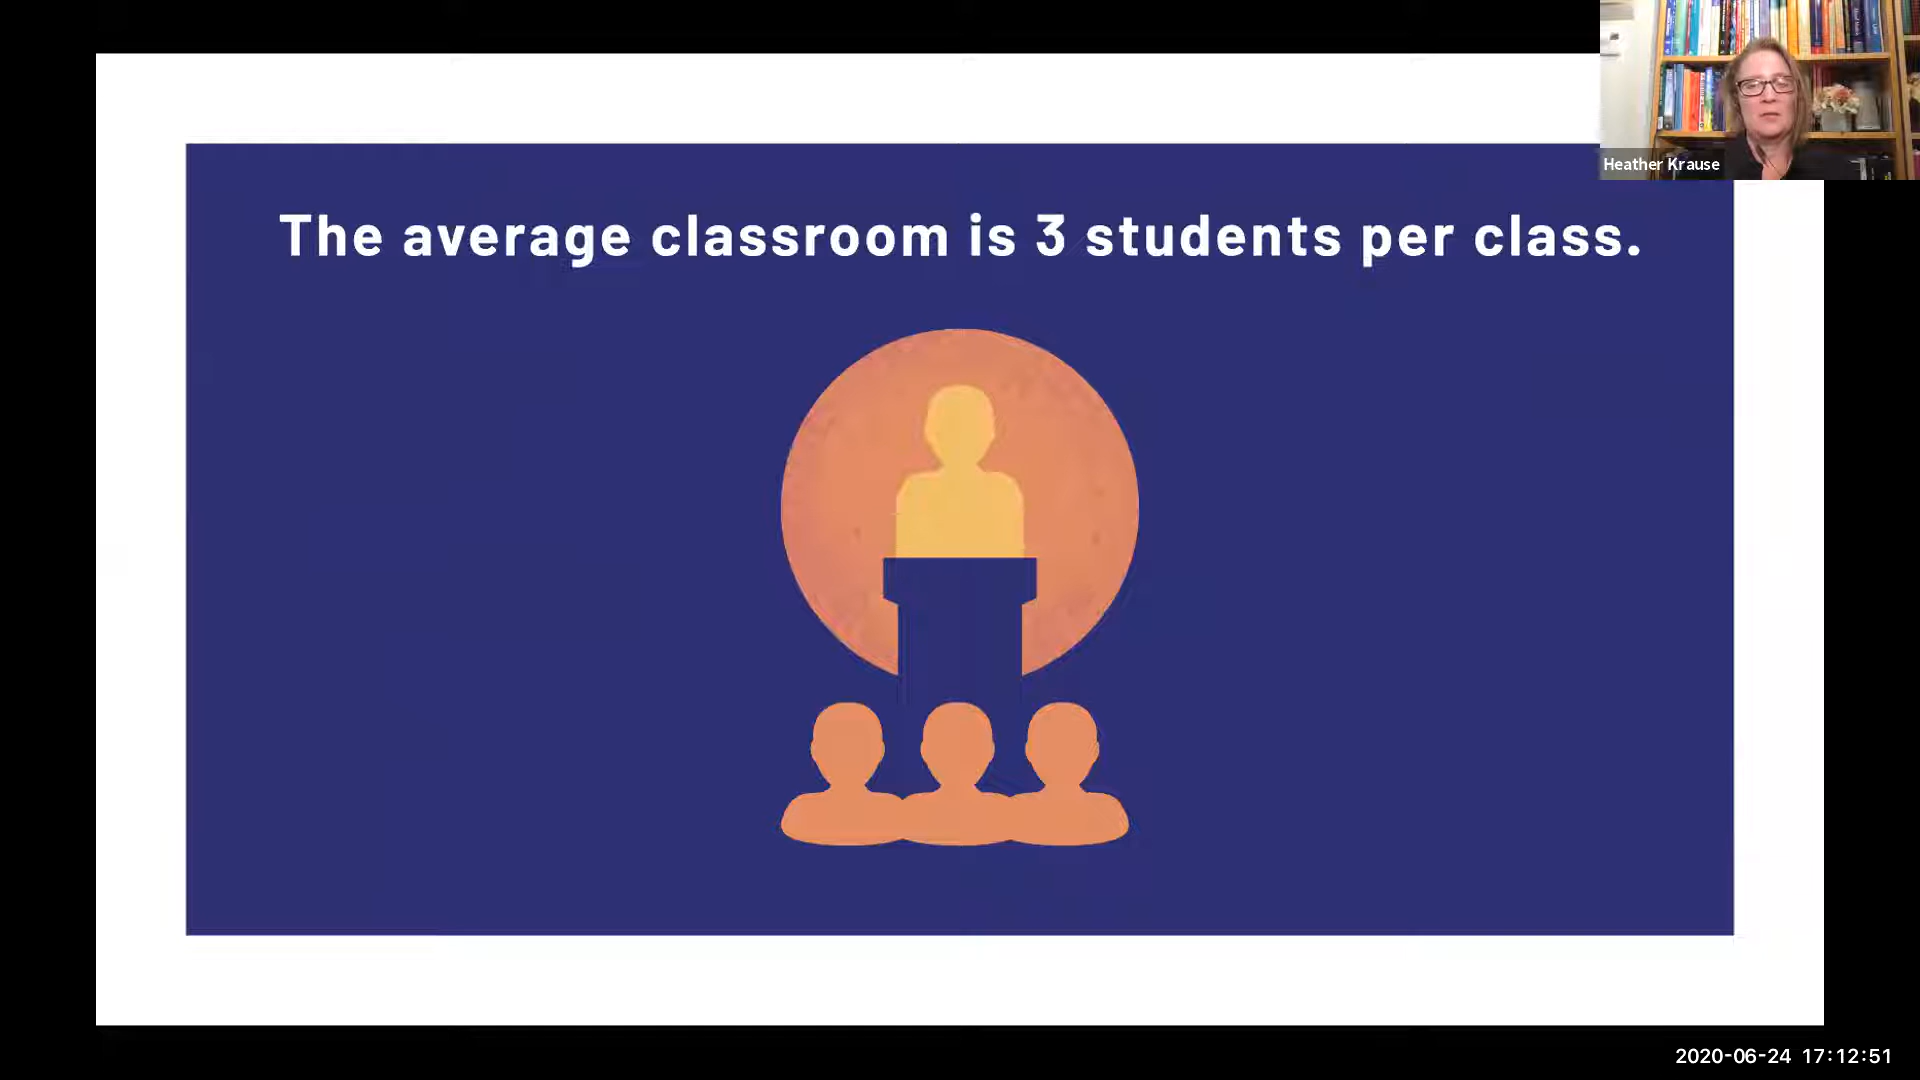 Heather Krause
The average classroom is 3 students per class.
2020-06-24 17:12:51